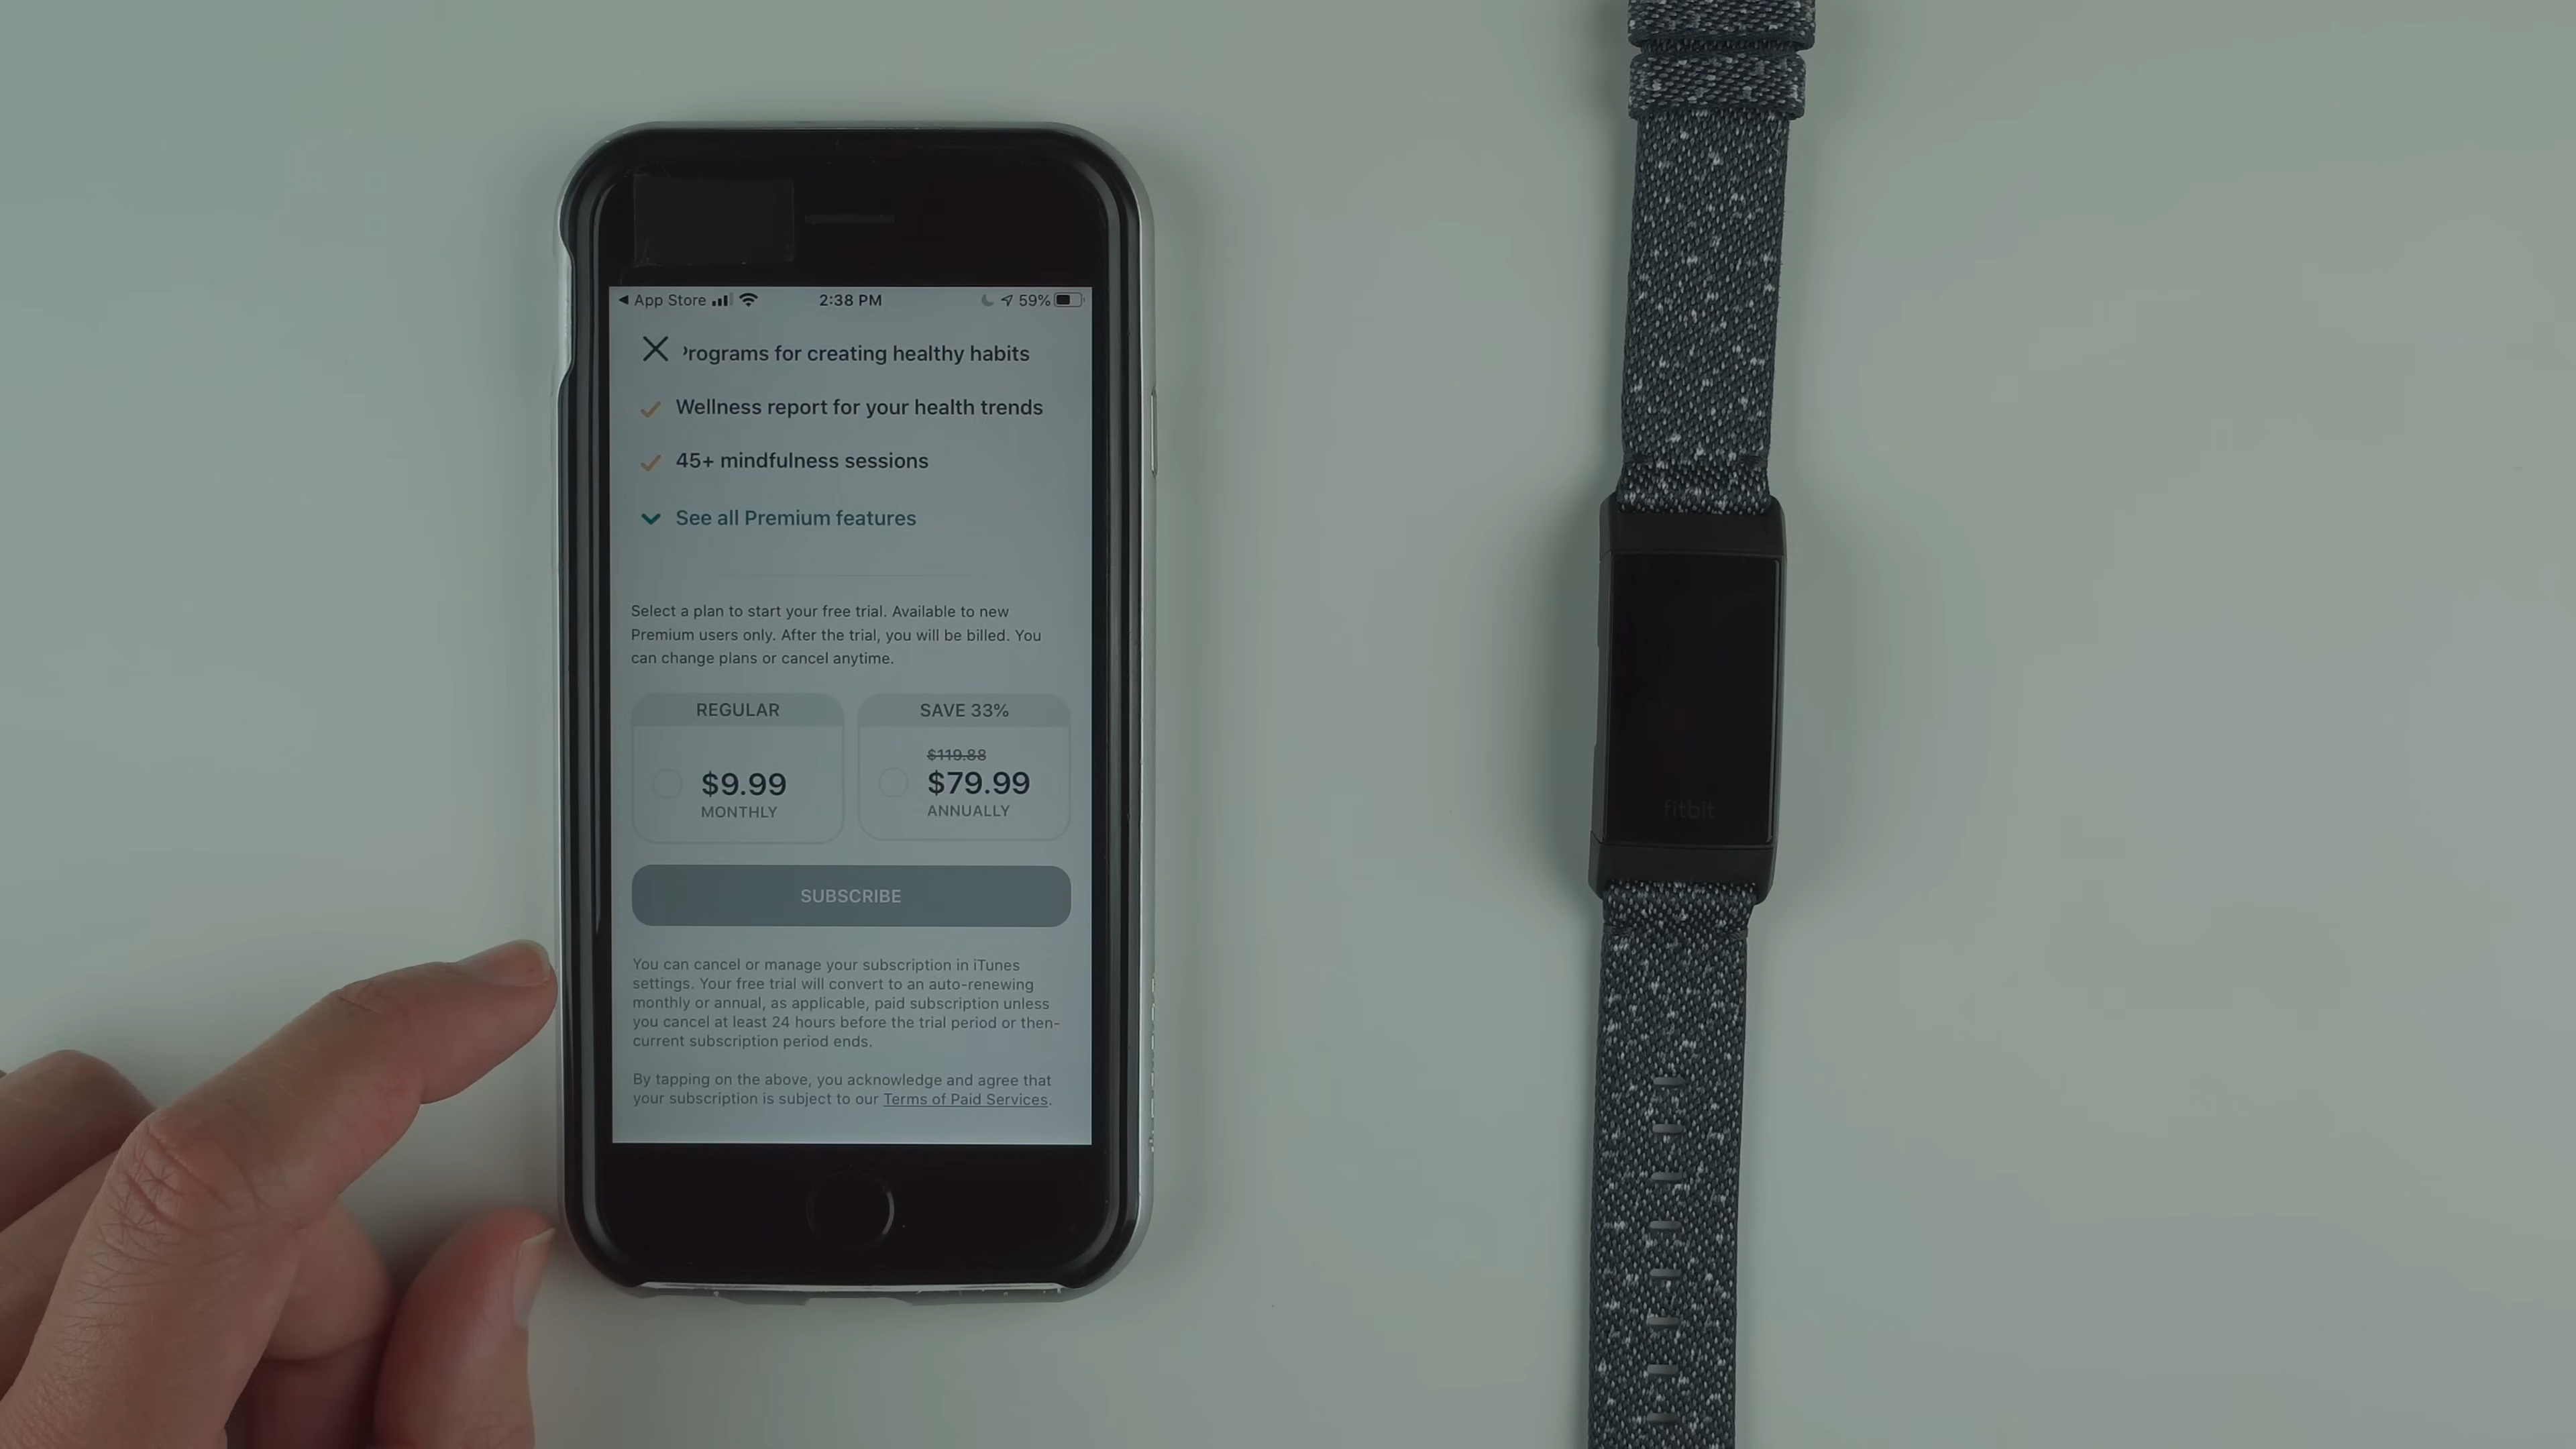 App Store 2:38 PM 59%
Programs for creating healthy habits
Wellness report for your health trends
45+ mindfulness sessions
See all Premium features
Select a plan to start your free trial. Available to new
Premium users only. After the trial, you will be billed. You
can change plans or cancel anytime.
REGULAR
$9.99
MONTHLY
SAVE 33%
$119.88
$79.99
ANNUALLY
SUBSCRIBE
You can cancel or manage your subscription in iTunes
settings. Your free trial will convert to an auto-renewing
monthly or annual, as applicable, paid subscription unless
you cancel at least 24 hours before the trial period or then-
current subscription period ends.
By tapping on the above, you acknowledge and agree that
your subscription is subject to our Terms of Paid Services.
fitbit